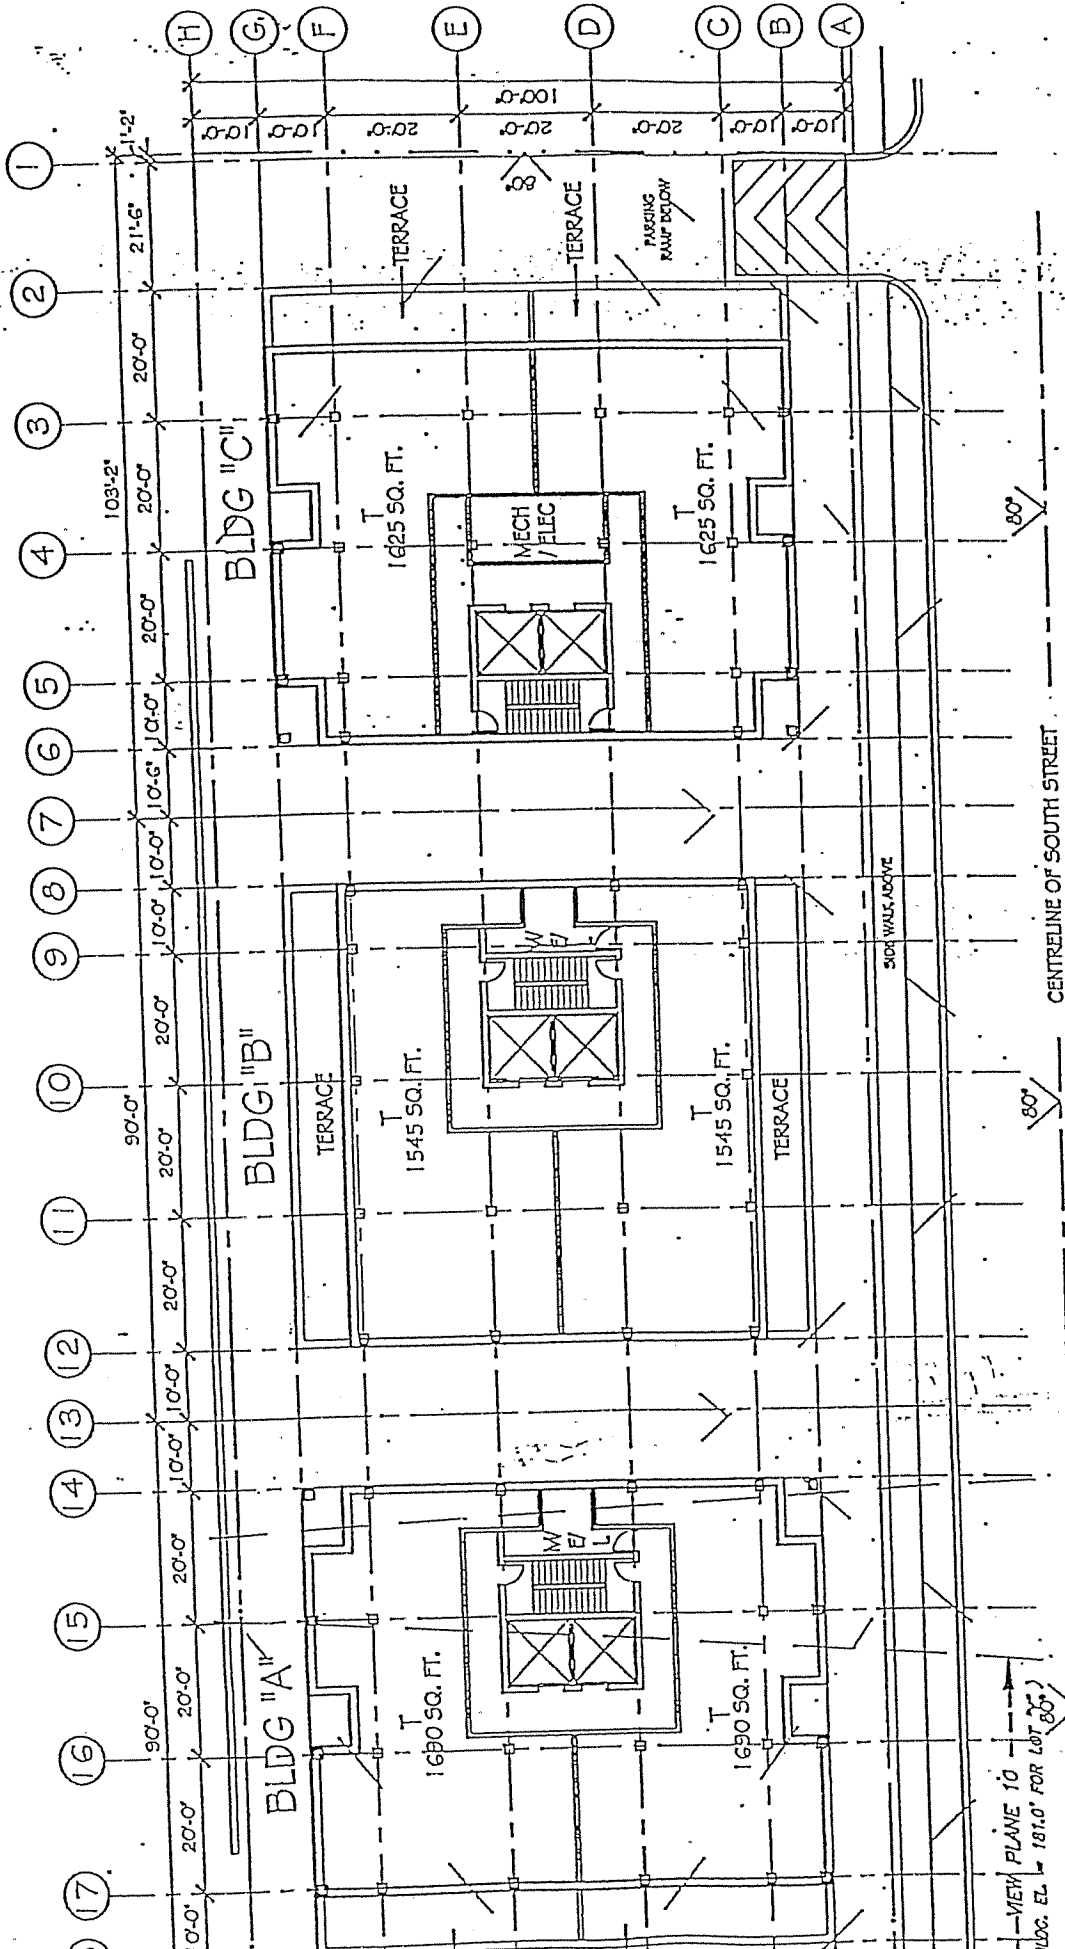 H
G
F
E
D
C
B
A
100'-0"
10'-0"
10'-0"
20'-0"
20'-0"
20'-0"
10'-0"
10'-0"
1
2
3
4
5
6
7
8
9
10
11
12
13
14
15
16
17
1'-2"
21'-6"
20'-0"
20'-0"
20'-0"
10'-0"
10'-6"
10'-0"
10'-0"
20'-0"
20'-0"
20'-0"
10'-0"
10'-0"
20'-0"
20'-0"
20'-0"
103'-2"
90'-0"
90'-0"
80'
TERRACE
TERRACE
PARKING
RAMP BELOW
BLDG "C"
T
1625 SQ. FT.
MECH
/ ELEC
T
1625 SQ. FT.
80'
BLDG "B"
TERRACE
T
1545 SQ. FT.
T
1545 SQ. FT.
TERRACE
SIDE WALK ABOVE
CENTRELINE OF SOUTH STREET
80'
BLDG "A"
T
1690 SQ. FT.
T
1690 SQ. FT.
VIEW PLANE 10
80'